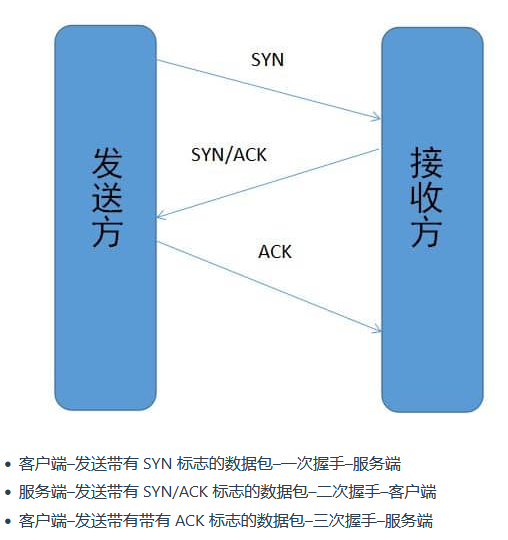 SYN
SYN/ACK
发送方
接收方
ACK
客户端–发送带有 SYN 标志的数据包–一次握手–服务端
服务端–发送带有 SYN/ACK 标志的数据包–二次握手–客户端
客户端–发送带有带有 ACK 标志的数据包–三次握手–服务端